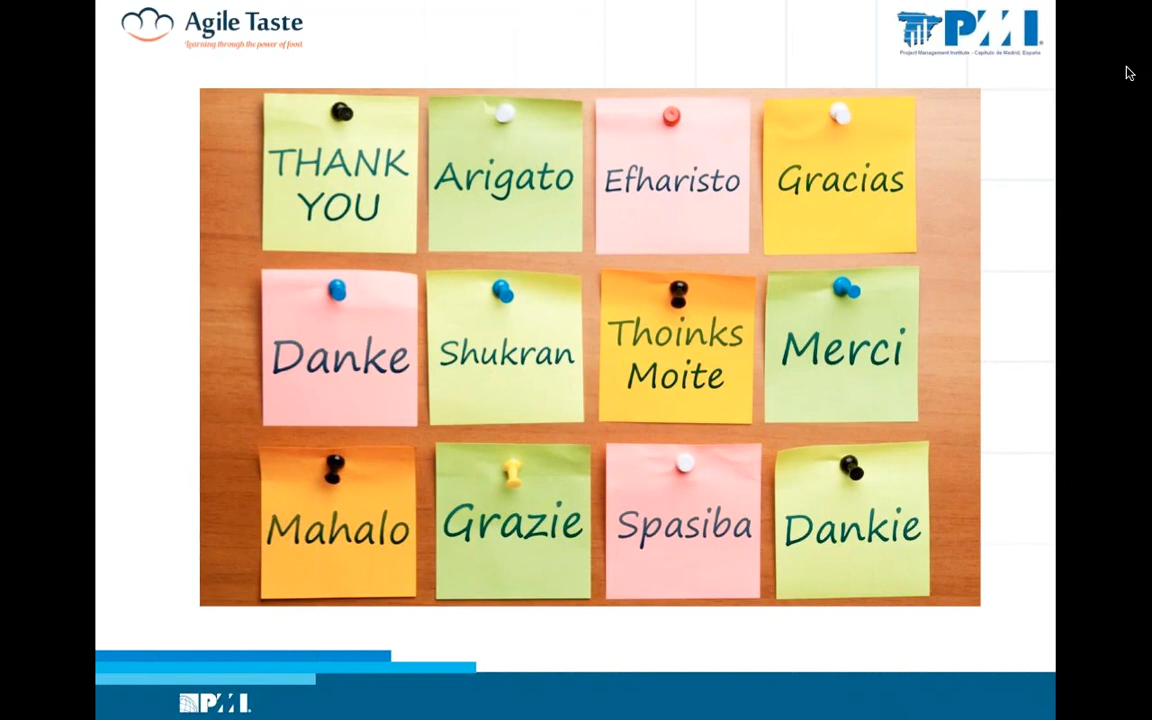 Agile Taste
Learning through the power of food.
PMI
Project Management Institute - Capítulo de Madrid, España
THANK
YOU
Arigato
Efharisto
Gracias
Danke
Shukran
Thoinks
Moite
Merci
Mahalo
Grazie
Spasiba
Dankie
PMI